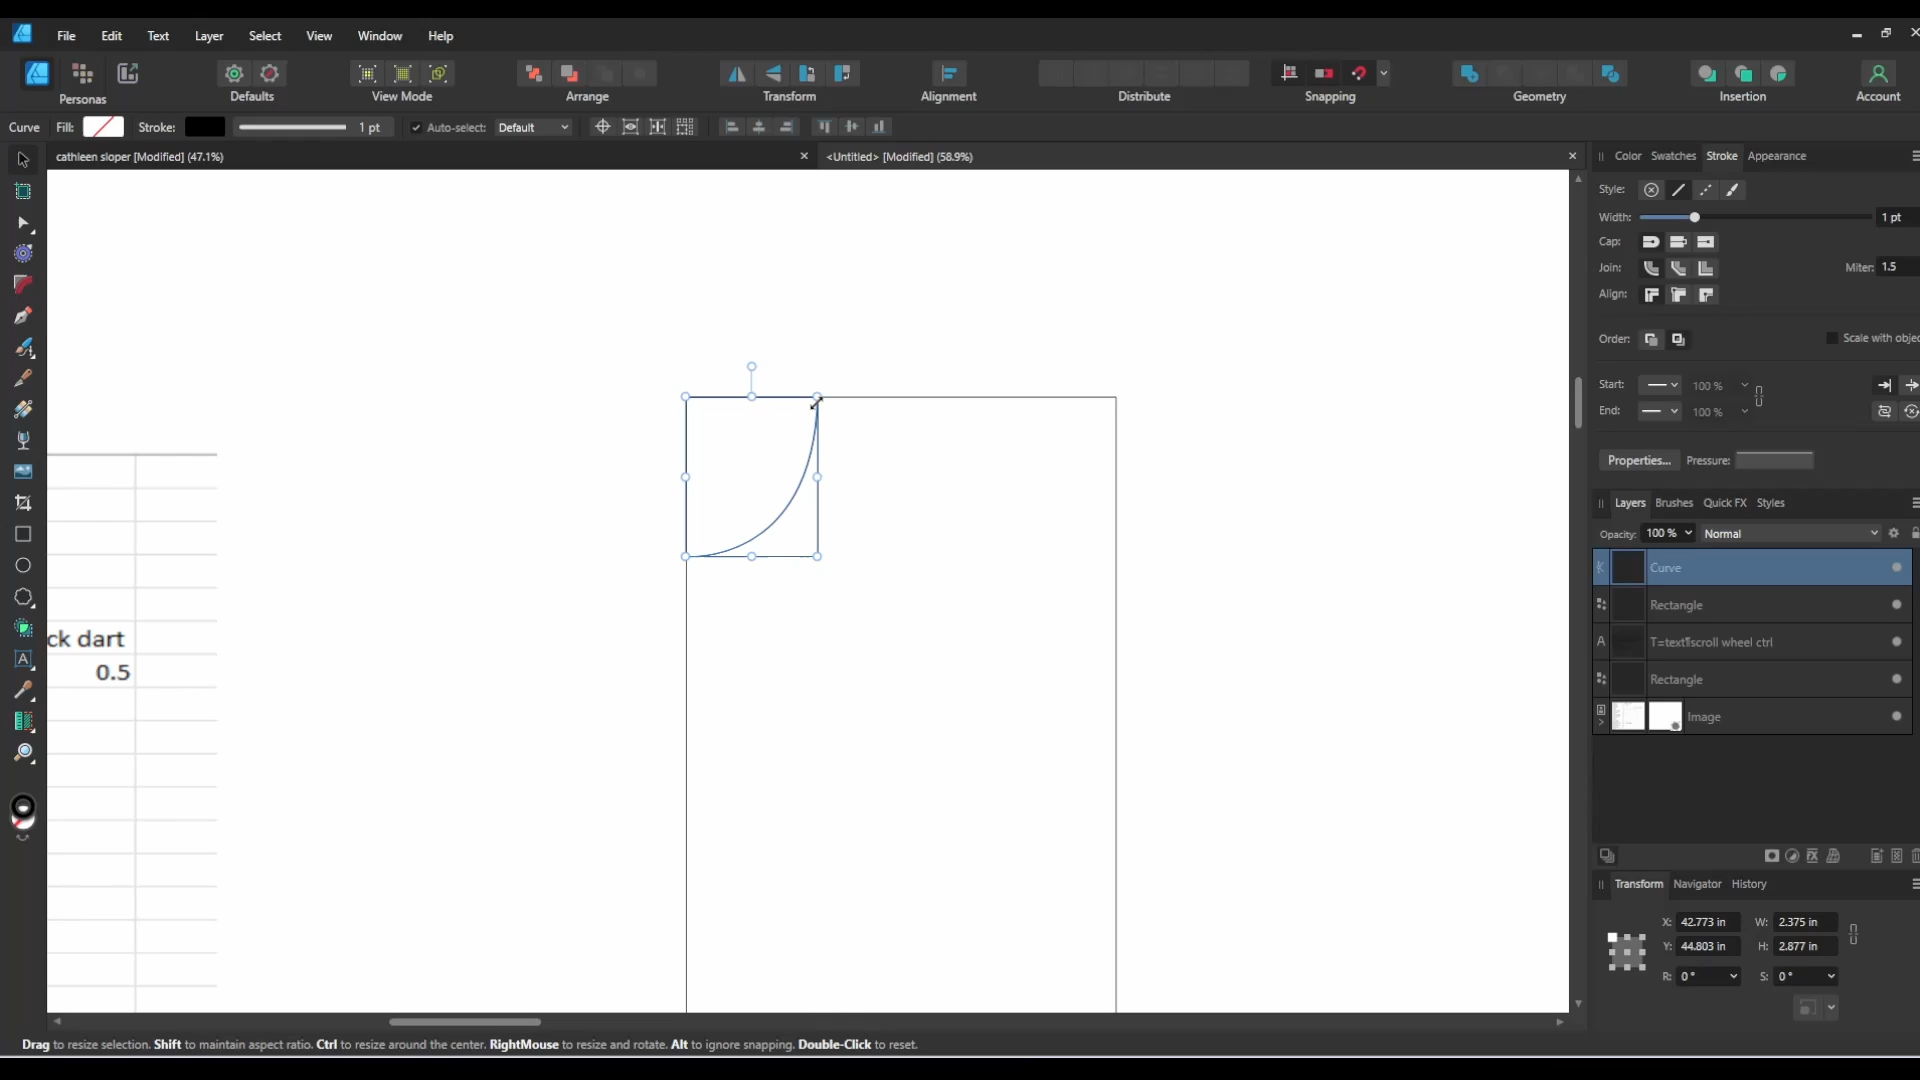 File Edit Text Layer Select View Window Help
Personas Defaults View Mode Arrange Transform Alignment Distribute Snapping Geometry Insertion Account
Curve Fill: Stroke: 1 pt Auto-select: Default
cathleen sloper [Modified] (47.1%) <Untitled> [Modified] (58.9%)
Color Swatches Stroke Appearance
Style:
Width: 1 pt
Cap:
Join: Miter: 1.5
Align:
Order: Scale with objec
Start: 100 %
End: 100 %
Properties... Pressure:
Layers Brushes Quick FX Styles
Opacity: 100 % Normal
Curve
Rectangle
A T=text¶scroll wheel ctrl
Rectangle
Image
ck dart
0.5
Transform Navigator History
X: 42.773 in W: 2.375 in
Y: 44.803 in H: 2.877 in
R: 0 ° S: 0 °
Drag to resize selection. Shift to maintain aspect ratio. Ctrl to resize around the center. RightMouse to resize and rotate. Alt to ignore snapping. Double-Click to reset.